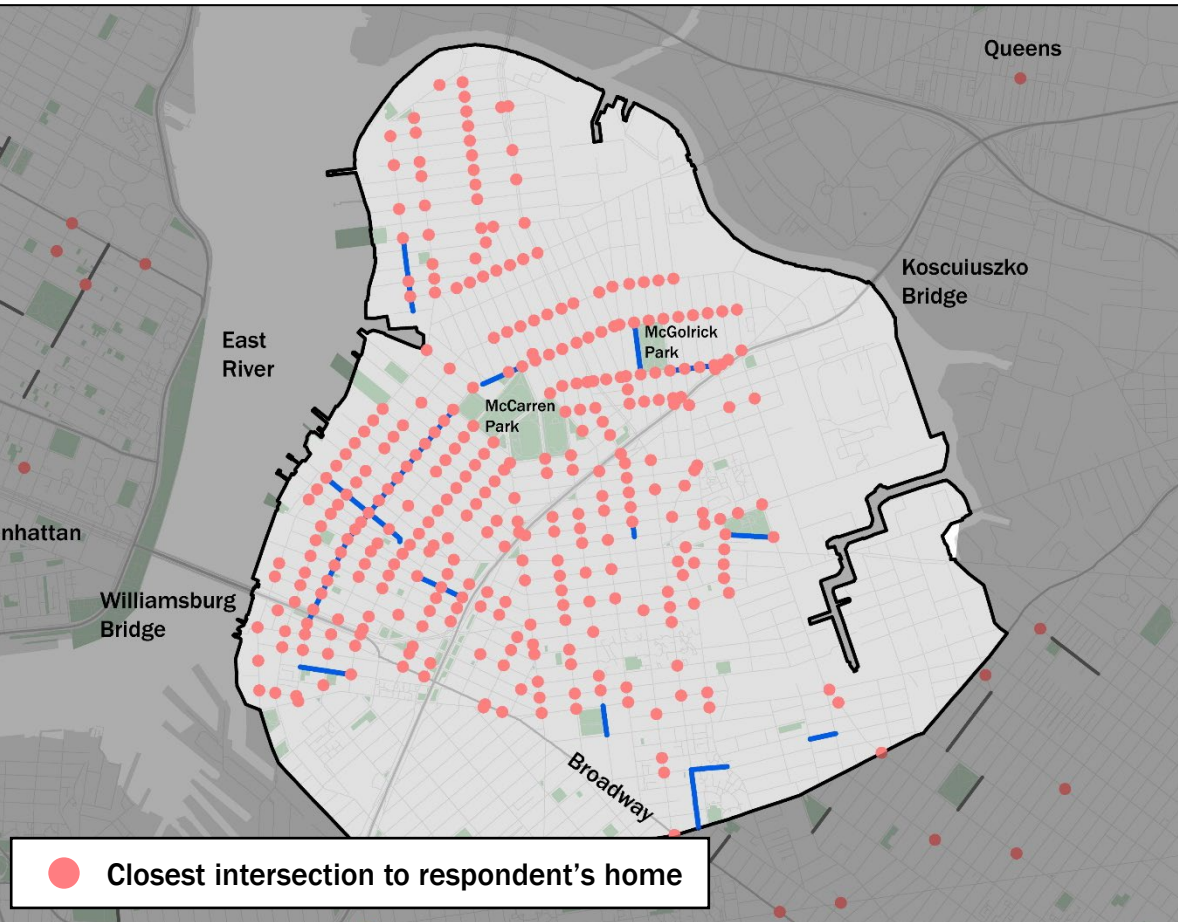 Queens
Koscuiuszko
Bridge
East
River
McGolrick
Park
McCarren
Park
nhattan
Williamsburg
Bridge
Broadway
Closest intersection to respondent's home